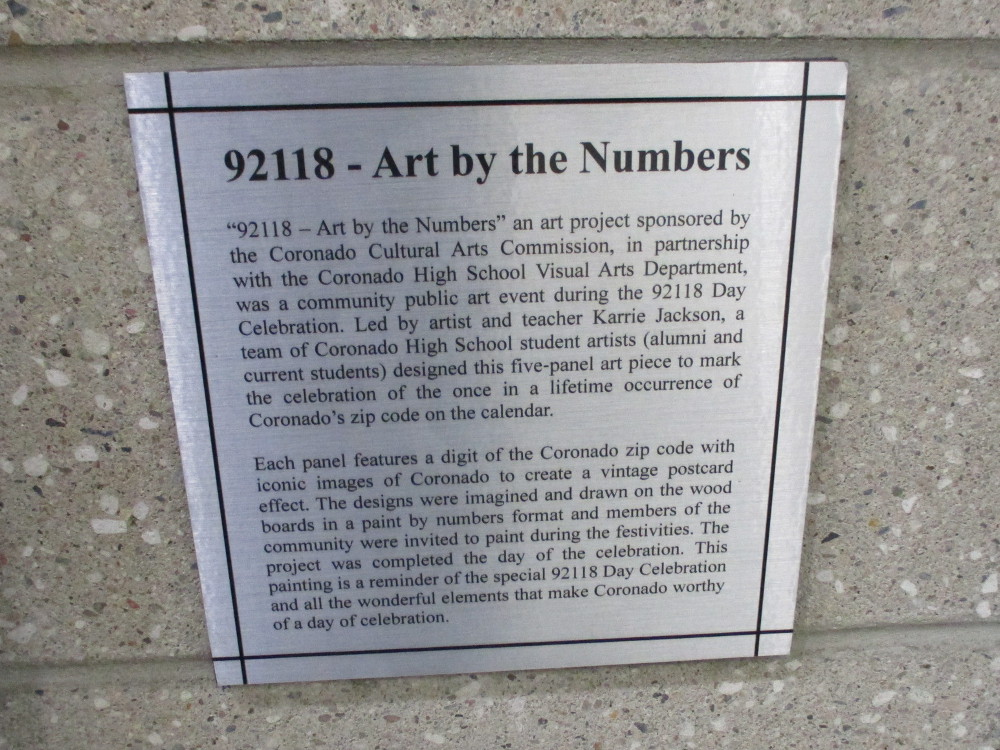 92118 - Art by the Numbers
“92118 – Art by the Numbers” an art project sponsored by
the Coronado Cultural Arts Commission, in partnership
with the Coronado High School Visual Arts Department,
was a community public art event during the 92118 Day
Celebration. Led by artist and teacher Karrie Jackson, a
team of Coronado High School student artists (alumni and
current students) designed this five-panel art piece to mark
the celebration of the once in a lifetime occurrence of
Coronado’s zip code on the calendar.
Each panel features a digit of the Coronado zip code with
iconic images of Coronado to create a vintage postcard
effect. The designs were imagined and drawn on the wood
boards in a paint by numbers format and members of the
community were invited to paint during the festivities. The
project was completed the day of the celebration. This
painting is a reminder of the special 92118 Day Celebration
and all the wonderful elements that make Coronado worthy
of a day of celebration.